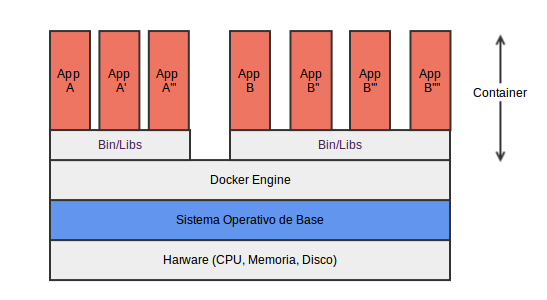 App
A
App
A'
App
A'''
App
B
App
B''
App
B'''
App
B''''
Container
Bin/Libs
Bin/Libs
Docker Engine
Sistema Operativo de Base
Harware (CPU, Memoria, Disco)